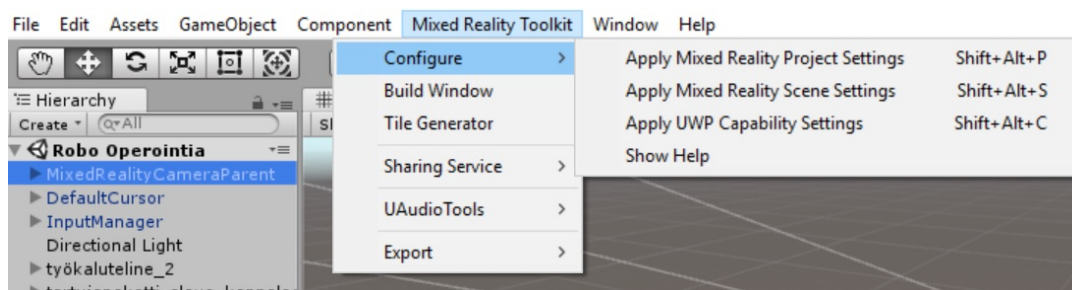 File Edit Assets GameObject Component Mixed Reality Toolkit Window Help
Configure >
Build Window
Tile Generator
Sharing Service >
UAudioTools >
Export >
Apply Mixed Reality Project Settings Shift+Alt+P
Apply Mixed Reality Scene Settings Shift+Alt+S
Apply UWP Capability Settings Shift+Alt+C
Show Help
Hierarchy
Create All
Robo Operointia
MixedRealityCameraParent
DefaultCursor
InputManager
Directional Light
työkaluteline_2